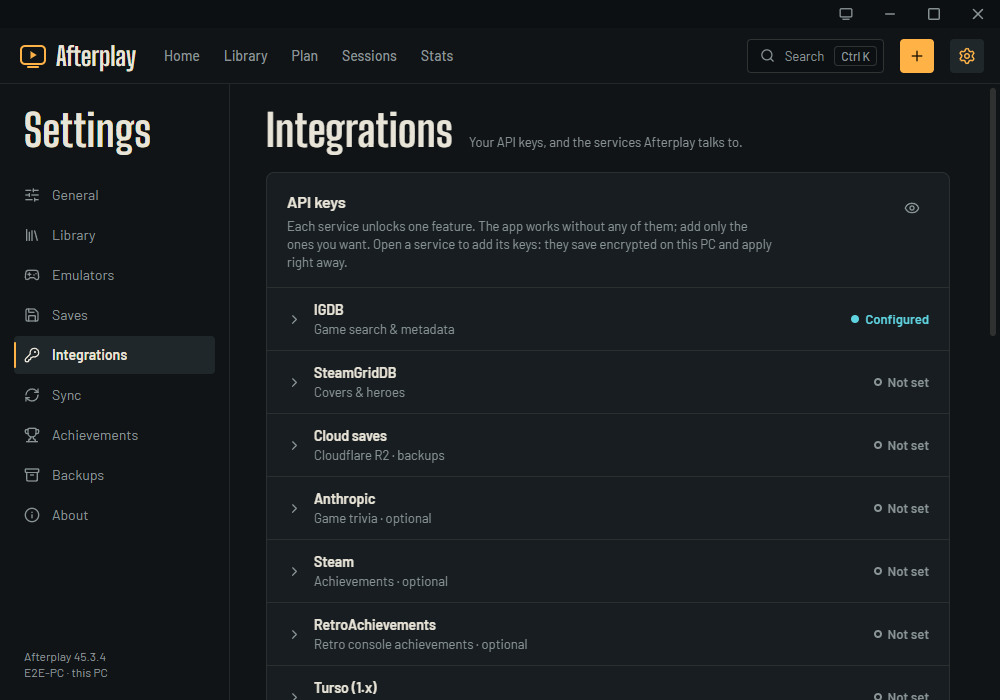 Afterplay
Home
Library
Plan
Sessions
Stats
Search
Ctrl K
Settings
General
Library
Emulators
Saves
Integrations
Sync
Achievements
Backups
About
Afterplay 45.3.4
E2E-PC · this PC
Integrations
Your API keys, and the services Afterplay talks to.
API keys
Each service unlocks one feature. The app works without any of them; add only the
ones you want. Open a service to add its keys: they save encrypted on this PC and apply
right away.
IGDB
Game search & metadata
Configured
SteamGridDB
Covers & heroes
Not set
Cloud saves
Cloudflare R2 · backups
Not set
Anthropic
Game trivia · optional
Not set
Steam
Achievements · optional
Not set
RetroAchievements
Retro console achievements · optional
Not set
Turso (1.x)
Not set